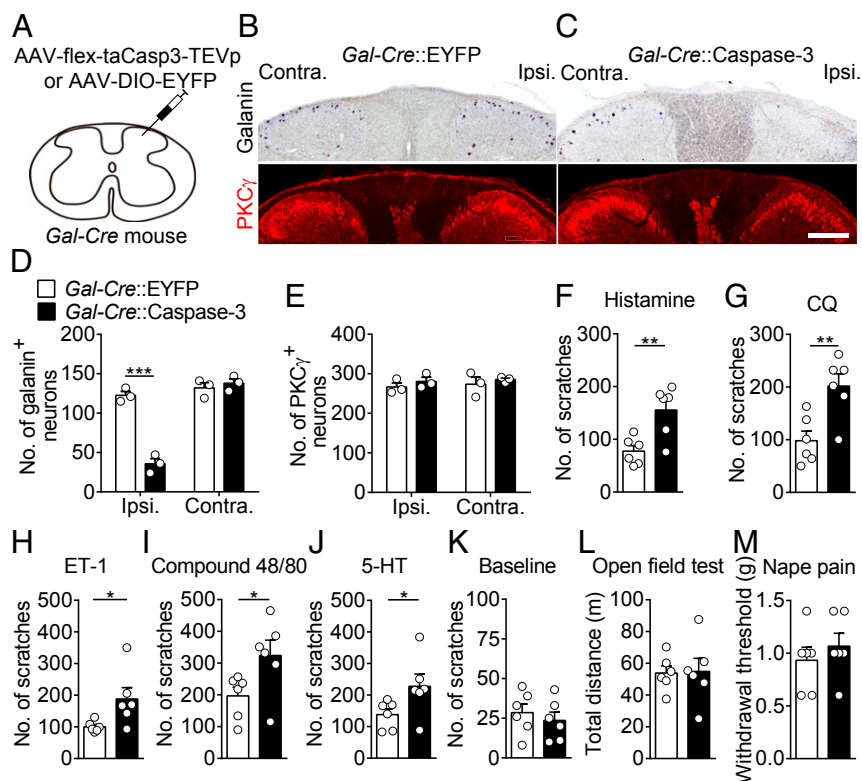 A
AAV-flex-taCasp3-TEVp
or AAV-DIO-EYFP
Gal-Cre mouse
B
Gal-Cre::EYFP
Contra.
Ipsi.
Galanin
PKCγ
C
Gal-Cre::Caspase-3
Contra.
Ipsi.
D
Gal-Cre::EYFP
Gal-Cre::Caspase-3
No. of galanin+
neurons
200
150
100
50
0
***
Ipsi.
Contra.
E
No. of PKCγ+
neurons
400
300
200
100
0
Ipsi.
Contra.
F
Histamine
No. of scratches
300
200
100
0
**
G
CQ
No. of scratches
300
200
100
0
**
H
ET-1
No. of scratches
500
400
300
200
100
0
*
I
Compound 48/80
500
400
300
200
100
0
*
J
5-HT
No. of scratches
500
400
300
200
100
0
*
K
Baseline
No. of scratches
100
75
50
25
0
L
Open field test
Total distance (m)
100
80
60
40
20
0
M
Nape pain
Withdrawal threshold (g)
1.5
1.0
0.5
0.0